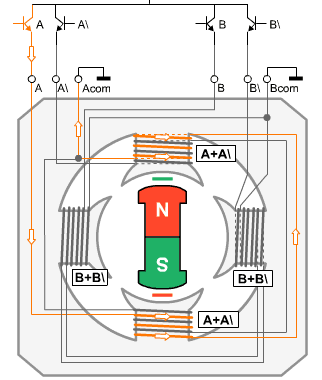 A A\ B B\
A A\ Acom B B\ Bcom
A+A\
N
S
B+B\ B+B\
A+A\